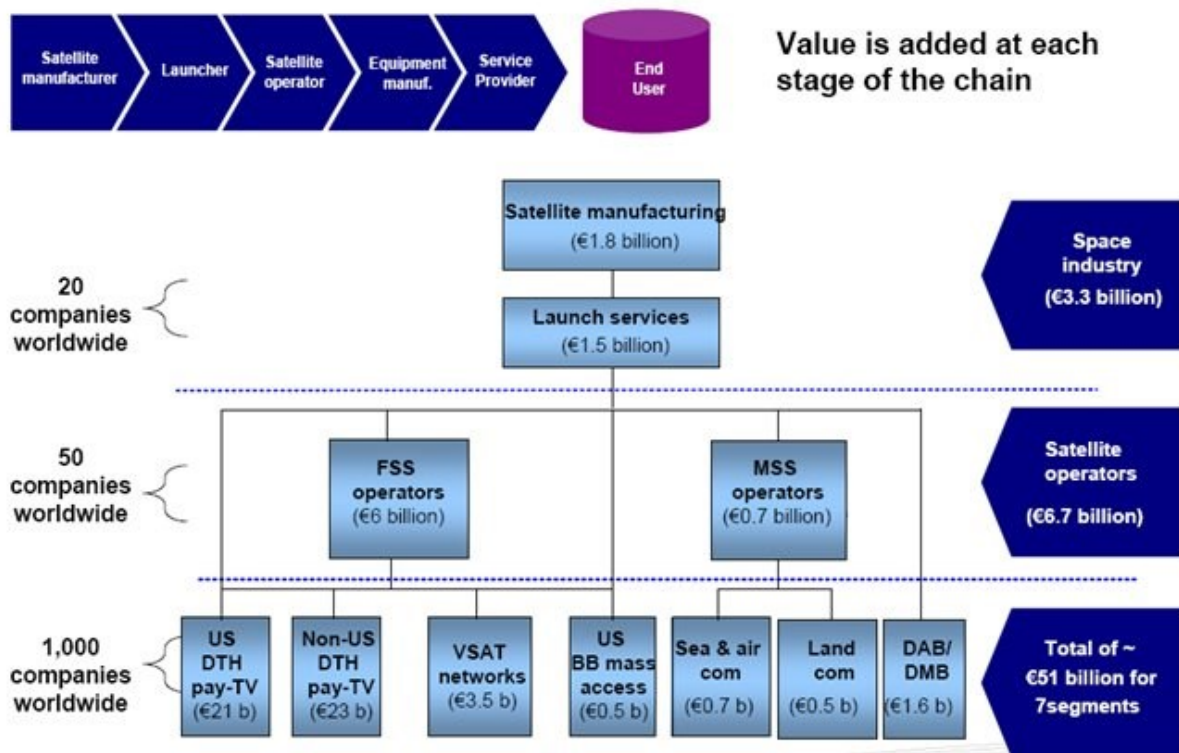 Satellite
manufacturer
Launcher
Satellite
operator
Equipment
manuf.
Service
Provider
End
User
Value is added at each
stage of the chain
Satellite manufacturing
(€1.8 billion)
Space
industry
(€3.3 billion)
20
companies
worldwide
Launch services
(€1.5 billion)
50
companies
worldwide
FSS
operators
(€6 billion)
MSS
operators
(€0.7 billion)
Satellite
operators
(€6.7 billion)
1,000
companies
worldwide
US
DTH
pay-TV
(€21 b)
Non-US
DTH
pay-TV
(€23 b)
VSAT
networks
(€3.5 b)
US
BB mass
access
(€0.5 b)
Sea & air
com
(€0.7 b)
Land
com
(€0.5 b)
DAB/
DMB
(€1.6 b)
Total of ~
€51 billion for
7segments